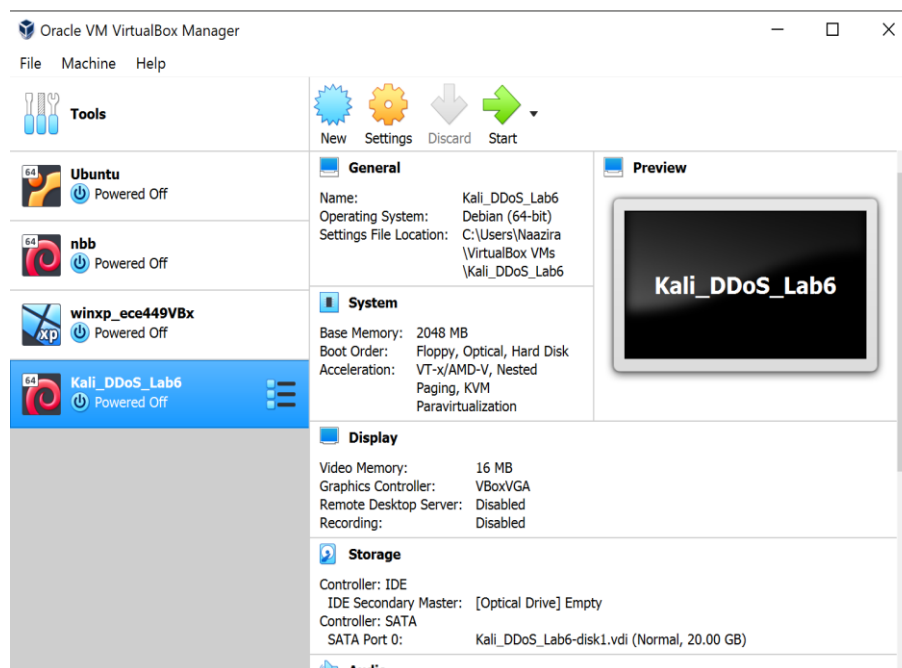 Oracle VM VirtualBox Manager
File Machine Help
Tools
New Settings Discard Start
64 Ubuntu
Powered Off
64 nbb
Powered Off
xp winxp_ece449VBx
Powered Off
64 Kali_DDoS_Lab6
Powered Off
General
Name: Kali_DDoS_Lab6
Operating System: Debian (64-bit)
Settings File Location: C:\Users\Naazira
\VirtualBox VMs
\Kali_DDoS_Lab6
Preview
Kali_DDoS_Lab6
System
Base Memory: 2048 MB
Boot Order: Floppy, Optical, Hard Disk
Acceleration: VT-x/AMD-V, Nested
Paging, KVM
Paravirtualization
Display
Video Memory: 16 MB
Graphics Controller: VBoxVGA
Remote Desktop Server: Disabled
Recording: Disabled
Storage
Controller: IDE
IDE Secondary Master: [Optical Drive] Empty
Controller: SATA
SATA Port 0: Kali_DDoS_Lab6-disk1.vdi (Normal, 20.00 GB)